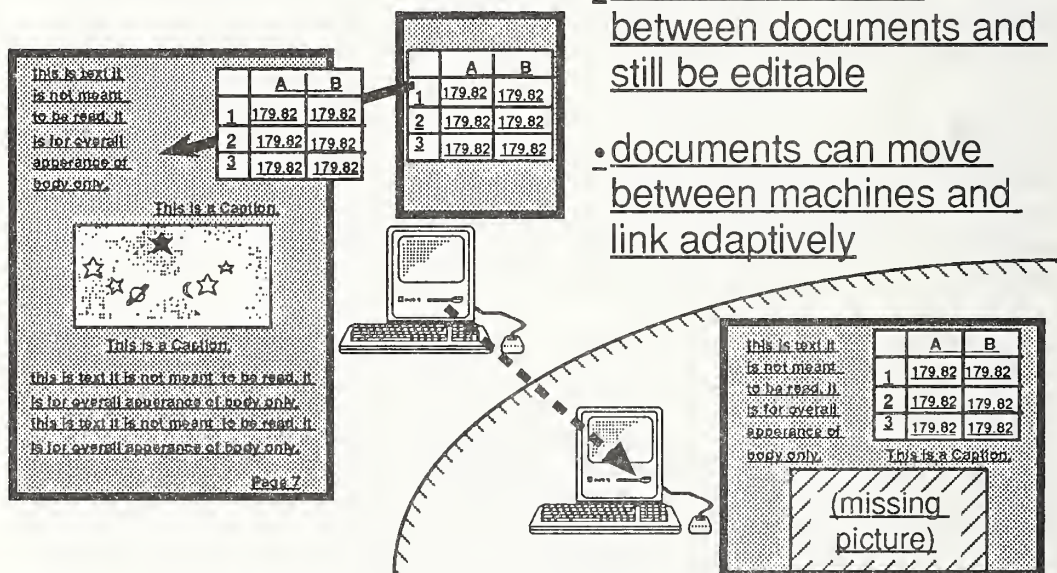 between documents and
still be editable
•documents can move
between machines and
link adaptively
this is text it
is not meant
to be read. it
is for overall
apperance of
body only.
A B
1 179.82 179.82
2 179.82 179.82
3 179.82 179.82
This is a Caption.
This is a Caption.
this is text it is not meant to be read. it
is for overall apperance of body only.
this is text it is not meant to be read. it
is for overall apperance of body only.
Page 7
A B
1 179.82 179.82
2 179.82 179.82
3 179.82 179.82
this is text it
is not meant
to be read. it
is for overall
apperance of
body only.
A B
1 179.82 179.82
2 179.82 179.82
3 179.82 179.82
This is a Caption.
(missing
picture)